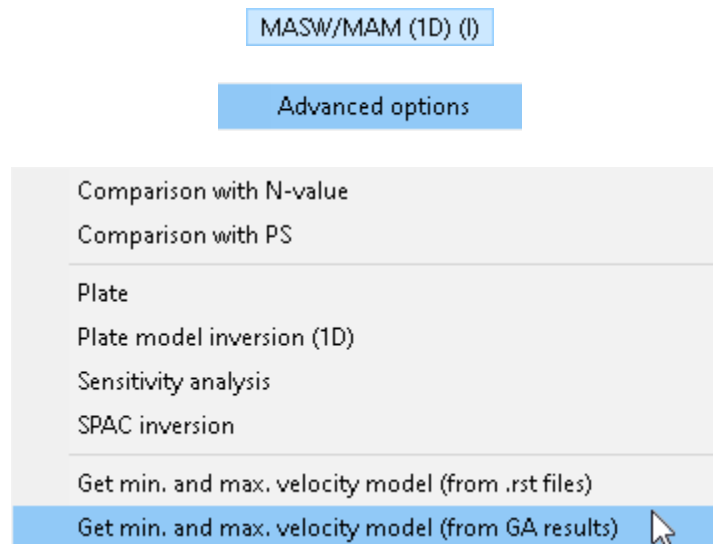 MASW/MAM (1D) (I)
Advanced options
Comparison with N-value
Comparison with PS
Plate
Plate model inversion (1D)
Sensitivity analysis
SPAC inversion
Get min. and max. velocity model (from .rst files)
Get min. and max. velocity model (from GA results)